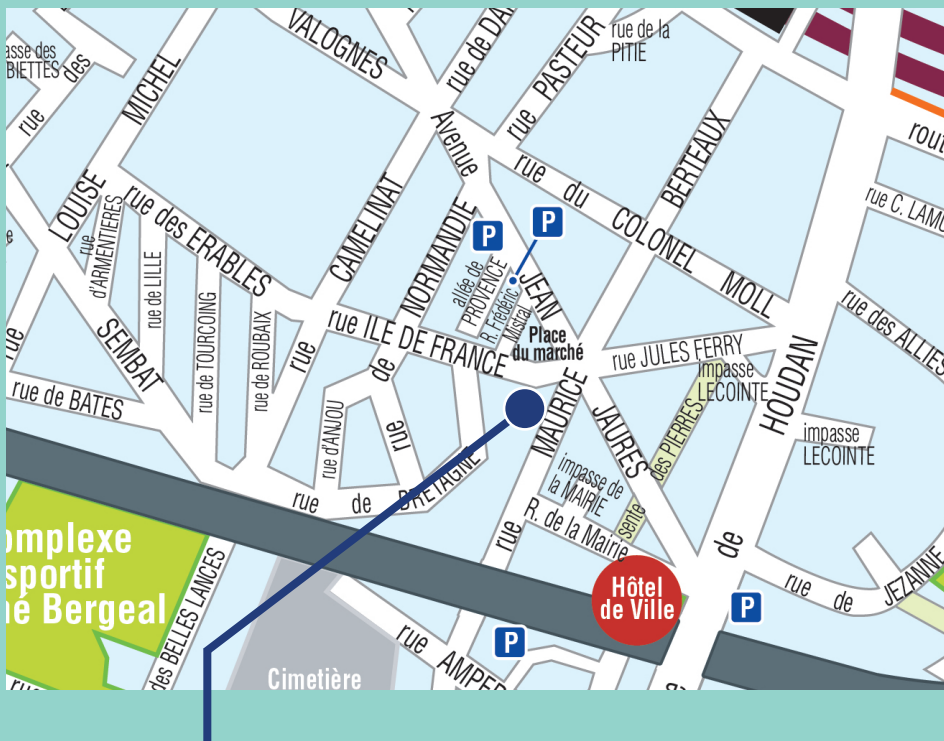 VALOGNES
rue de la
PITIE
asse des
BIETTES
rue des
MICHEL
rue de
rue PASTEUR
Avenue
BERTEAUX
rout
rue du COLONEL MOLL
rue C. LAMU
LOUISE
rue
d'ARMENTIERES
rue des ERABLES
CAMELINAT
NORMANDIE
P
P
rue de LILLE
allée de
PROVENCE
R. Frédéric
Mistral
JEAN
rue de TOURCOING
rue de ROUBAIX
rue
rue ILE DE FRANCE
Place
du marché
rue JULES FERRY
rue des ALLIES
SEMBAT
de
impasse
LECOINTE
HOUDAN
rue de BATES
rue d'ANJOU
rue
MAURICE
JAURES
des PIERRES
impasse
LECOINTE
impasse de
la MAIRIE
rue de BRETAGNE
rue
R. de la Mairie
sente
de
omplexe
sportif
né Bergeal
Hôtel
de Ville
P
rue de JEZANNE
des BELLES LANCES
P
rue AMPER
Cimetière